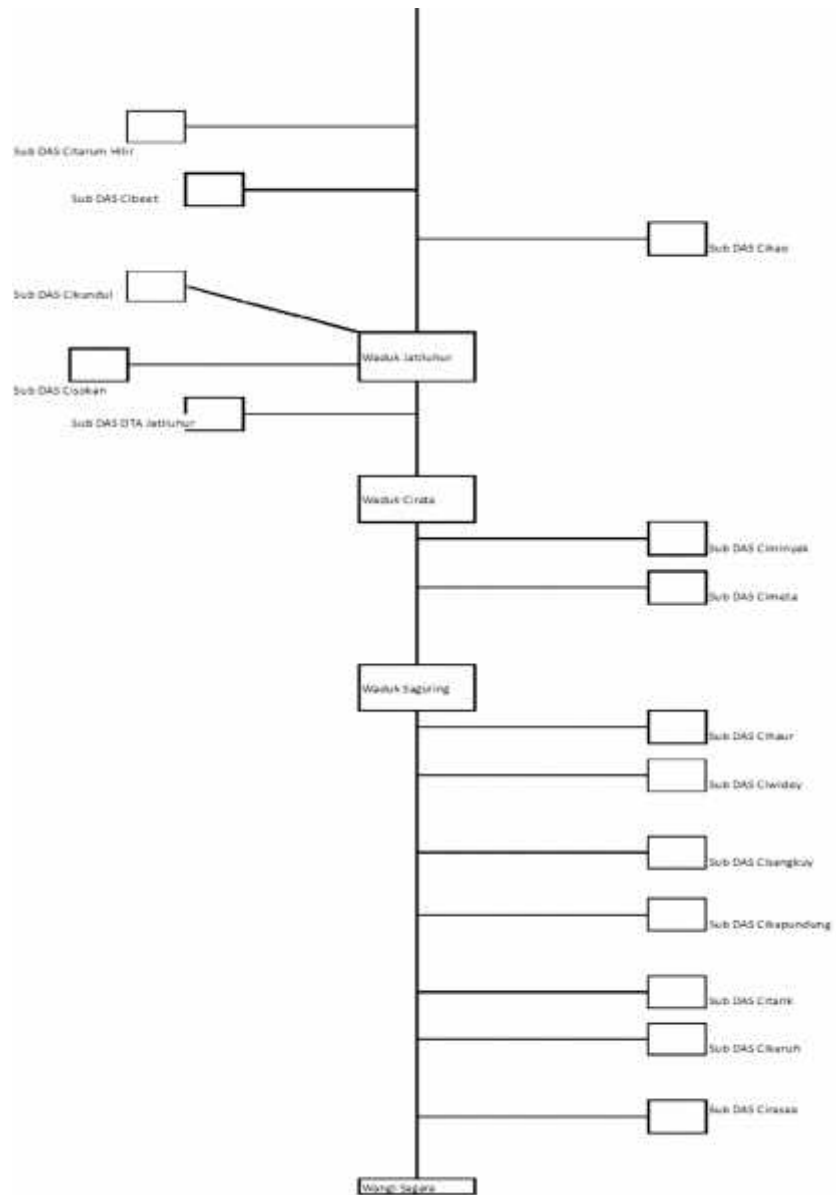 Sub DAS Citarum Hilir
Sub DAS Cibeet
Sub DAS Cihao
Sub DAS Cikundul
Waduk Jatiluhur
Sub DAS Cisokan
Sub DAS DTA Jatiluhur
Waduk Cirata
Sub DAS Ciminyak
Sub DAS Cimeta
Waduk Saguring
Sub DAS Cihaur
Sub DAS Ciwidey
Sub DAS Cisangkuy
Sub DAS Cikapundung
Sub DAS Citarik
Sub DAS Cikeruh
Sub DAS Cirasea
Wangi Sagara